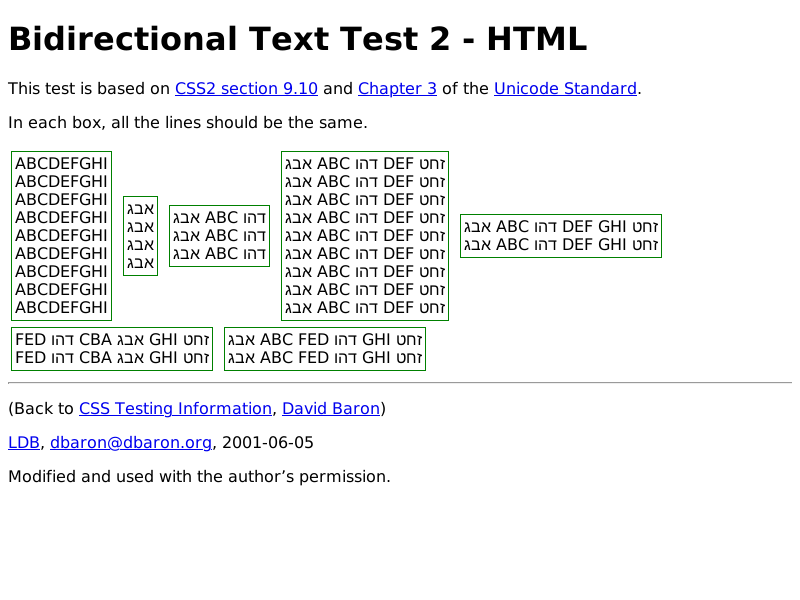 Bidirectional Text Test 2 - HTML
This test is based on CSS2 section 9.10 and Chapter 3 of the Unicode Standard.
In each box, all the lines should be the same.
ABCDEFGHI
ABCDEFGHI
ABCDEFGHI
ABCDEFGHI
ABCDEFGHI
ABCDEFGHI
ABCDEFGHI
ABCDEFGHI
ABCDEFGHI
אבג
אבג
אבג
אבג
אבג ABC דהו
אבג ABC דהו
אבג ABC דהו
אבג ABC דהו DEF זחט
אבג ABC דהו DEF זחט
אבג ABC דהו DEF זחט
אבג ABC דהו DEF זחט
אבג ABC דהו DEF זחט
אבג ABC דהו DEF זחט
אבג ABC דהו DEF זחט
אבג ABC דהו DEF זחט
אבג ABC דהו DEF זחט
אבג ABC דהו DEF GHI זחט
אבג ABC דהו DEF GHI זחט
FED דהו CBA אבג GHI זחט
FED דהו CBA אבג GHI זחט
אבג ABC FED דהו GHI זחט
אבג ABC FED דהו GHI זחט
(Back to CSS Testing Information, David Baron)
LDB, dbaron@dbaron.org, 2001-06-05
Modified and used with the author’s permission.